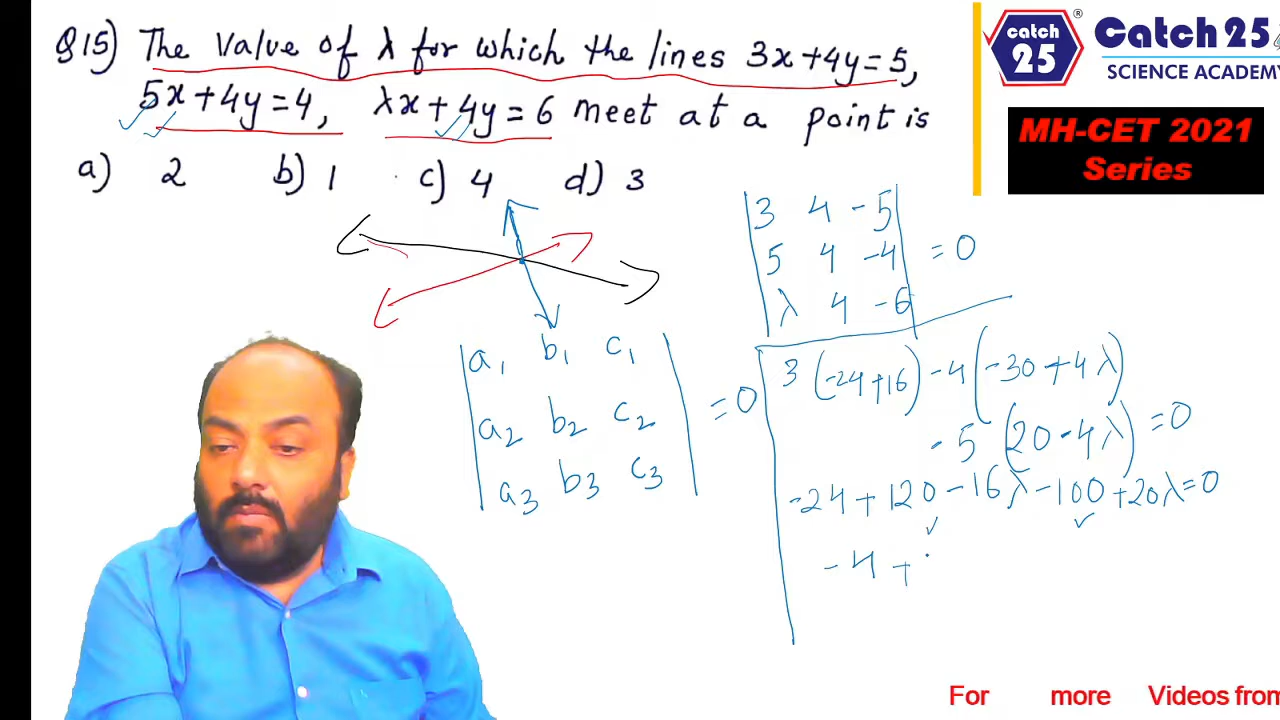 Q15) The value of λ for which the lines 3x+4y=5,
5x+4y=4, λx+4y=6 meet at a point is
a) 2 b) 1 c) 4 d) 3
catch
25
®
Catch 25
SCIENCE ACADEMY
MH-CET 2021
Series
3 4 -5
5 4 -4 = 0
λ 4 -6
a1 b1 c1
a2 b2 c2 = 0
a3 b3 c3
3(-24+16) -4(-30+4λ)
-5(20-4λ) = 0
-24+120-16λ-100+20λ=0
-4 +
For more Videos from